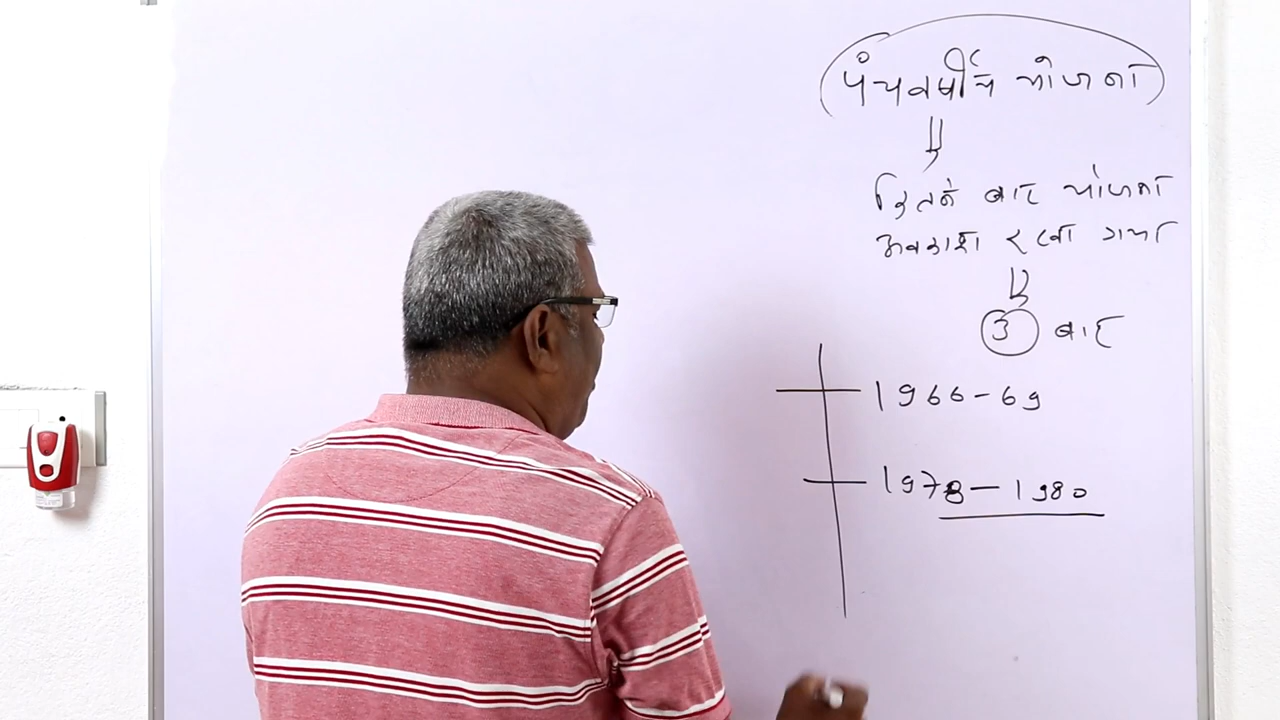 पंचवर्षीय योजना
कितने बार योजना
अवकाश रखा गया
3 बार
1966-69
1978-1980